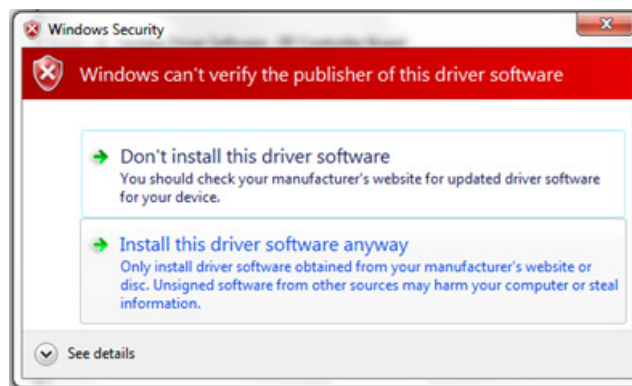 Windows Security
Windows can't verify the publisher of this driver software
Don't install this driver software
You should check your manufacturer's website for updated driver software
for your device.
Install this driver software anyway
Only install driver software obtained from your manufacturer's website or
disc. Unsigned software from other sources may harm your computer or steal
information.
See details